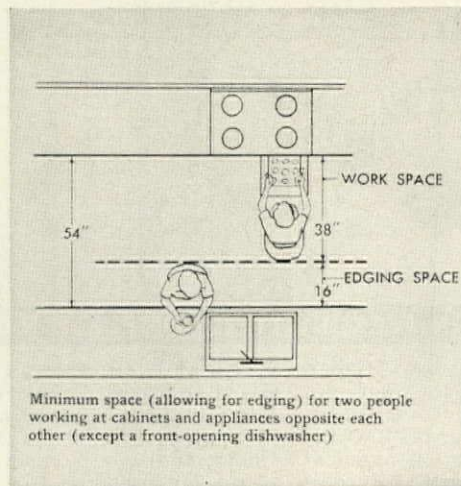 WORK SPACE
54"
38"
EDGING SPACE
16"
Minimum space (allowing for edging) for two people
working at cabinets and appliances opposite each
other (except a front-opening dishwasher)